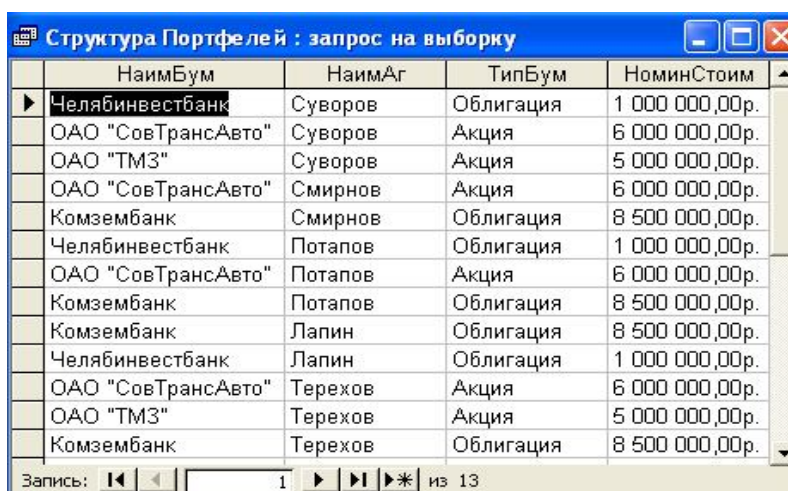 Структура Портфелей : запрос на выборку
НаимБум НаимАг ТипБум НоминСтоим
Челябинвестбанк Суворов Облигация 1 000 000,00р.
ОАО "СовТрансАвто" Суворов Акция 6 000 000,00р.
ОАО "ТМЗ" Суворов Акция 5 000 000,00р.
ОАО "СовТрансАвто" Смирнов Акция 6 000 000,00р.
Комзембанк Смирнов Облигация 8 500 000,00р.
Челябинвестбанк Потапов Облигация 1 000 000,00р.
ОАО "СовТрансАвто" Потапов Акция 6 000 000,00р.
Комзембанк Потапов Облигация 8 500 000,00р.
Комзембанк Лапин Облигация 8 500 000,00р.
Челябинвестбанк Лапин Облигация 1 000 000,00р.
ОАО "СовТрансАвто" Терехов Акция 6 000 000,00р.
ОАО "ТМЗ" Терехов Акция 5 000 000,00р.
Комзембанк Терехов Облигация 8 500 000,00р.
Запись: 1 из 13